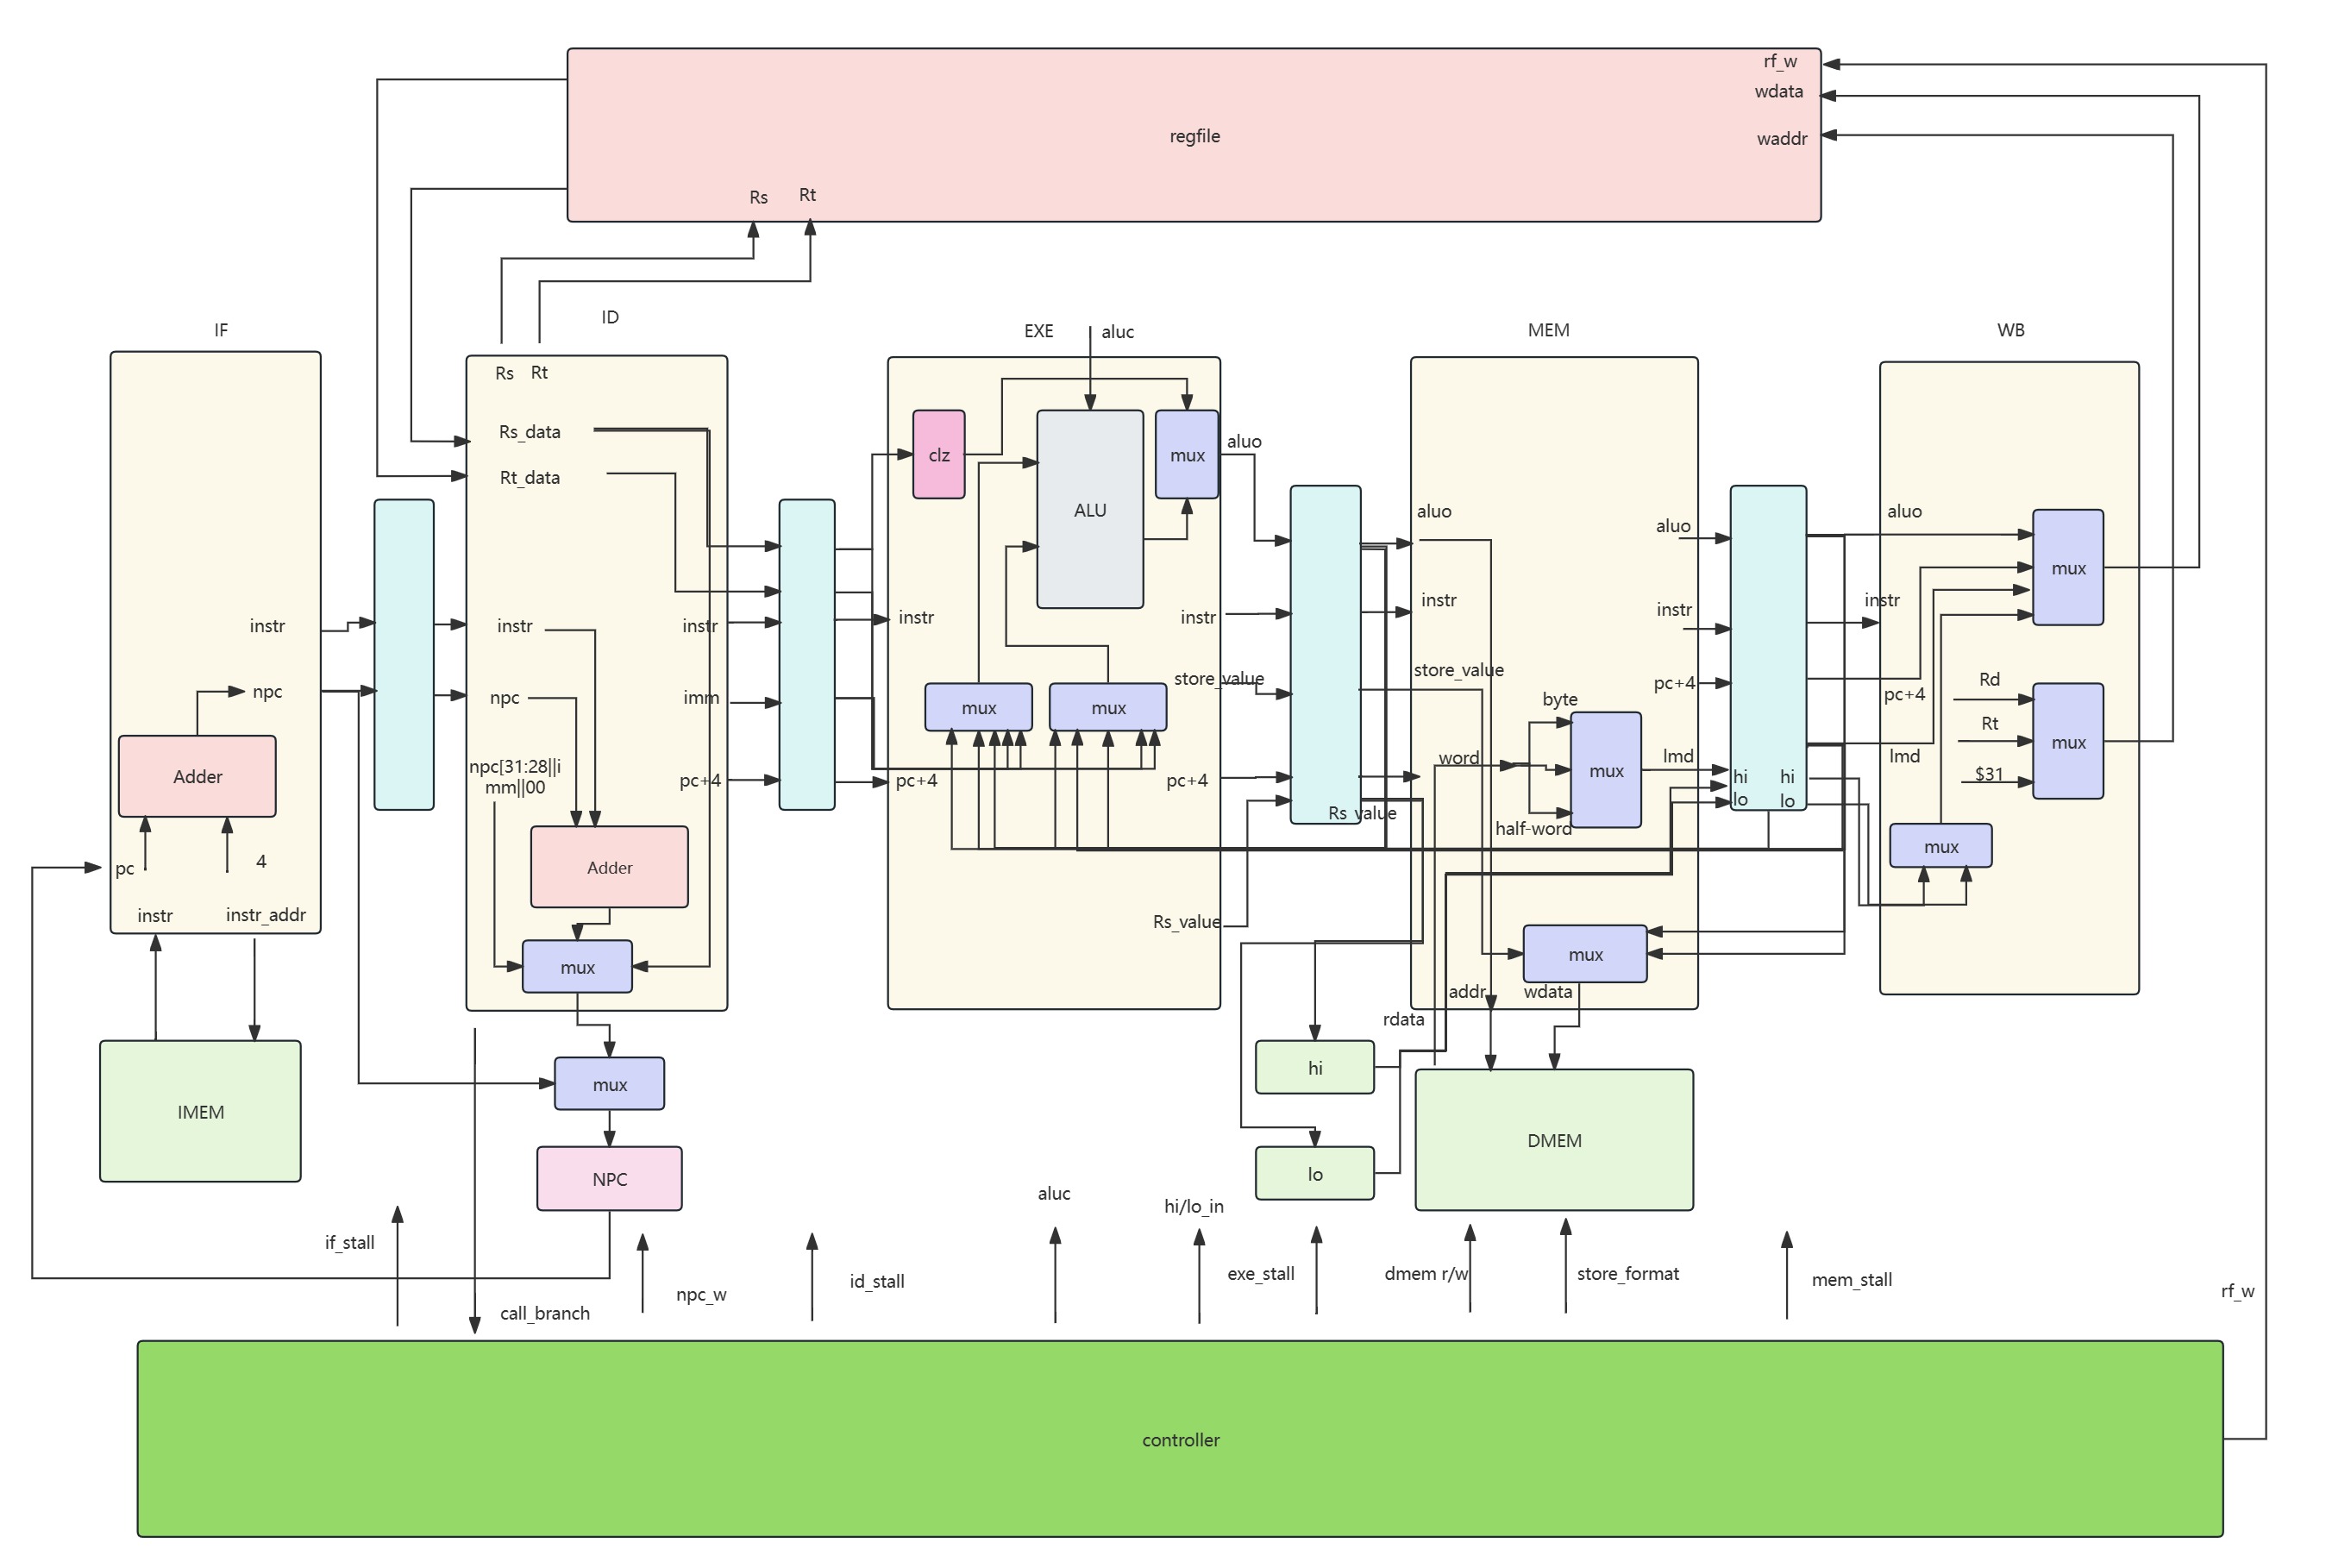 rf_w
wdata
regfile
waddr
Rs
Rt
IF
ID
EXE
aluc
MEM
WB
Rs
Rt
Rs_data
Rt_data
instr
npc
Adder
pc
4
instr
instr_addr
IMEM
instr
npc
npc[31:28||i
mm||00
Adder
mux
mux
NPC
instr
imm
pc+4
clz
ALU
mux
aluo
instr
mux
mux
pc+4
instr
store_value
pc+4
Rs_value
Rs_value
aluo
instr
store_value
byte
word
mux
half-word
mux
addr
wdata
rdata
hi
lo
DMEM
aluo
instr
pc+4
lmd
hi
lo
hi
lo
aluo
instr
pc+4
lmd
mux
Rd
Rt
$31
mux
mux
if_stall
call_branch
npc_w
id_stall
aluc
hi/lo_in
exe_stall
dmem r/w
store_format
mem_stall
rf_w
controller